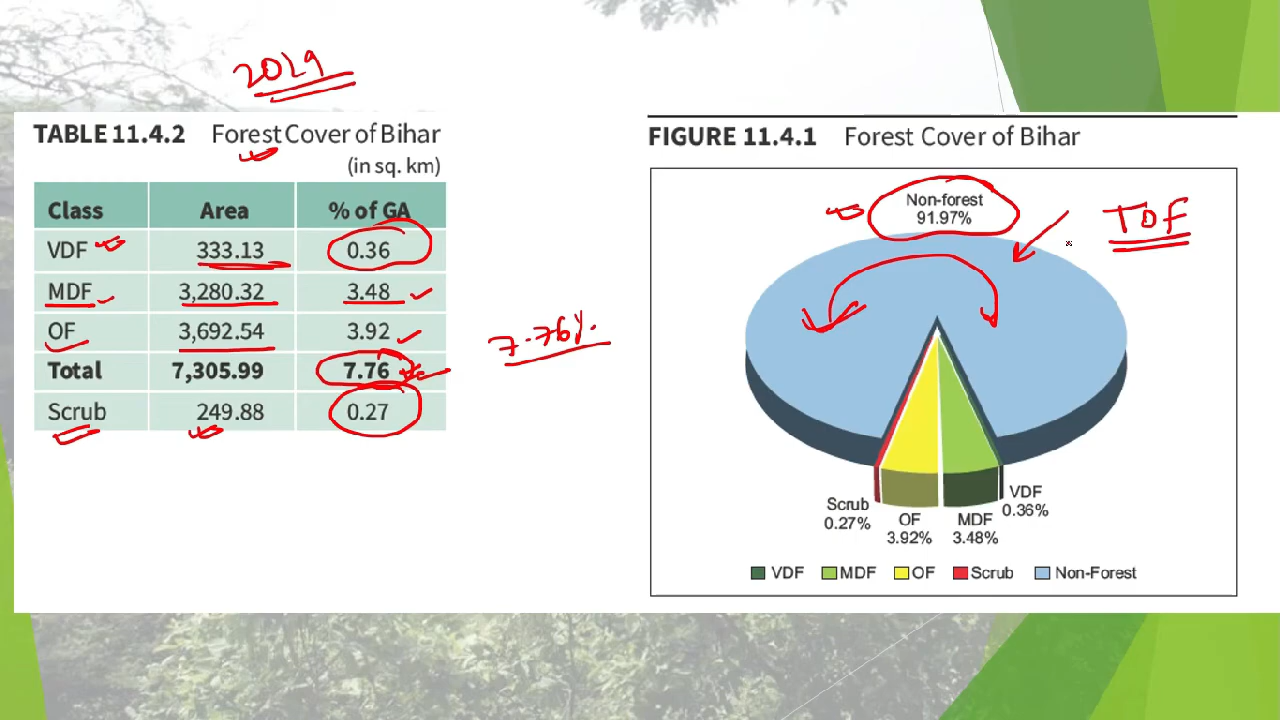 2029
TABLE 11.4.2 Forest Cover of Bihar
(in sq. km)
Class Area % of GA
VDF 333.13 0.36
MDF 3,280.32 3.48
OF 3,692.54 3.92
Total 7,305.99 7.76
Scrub 249.88 0.27
7.76%
FIGURE 11.4.1 Forest Cover of Bihar
Non-forest
91.97%
TDF
Scrub
0.27%
OF
3.92%
MDF
3.48%
VDF
0.36%
VDF MDF OF Scrub Non-Forest